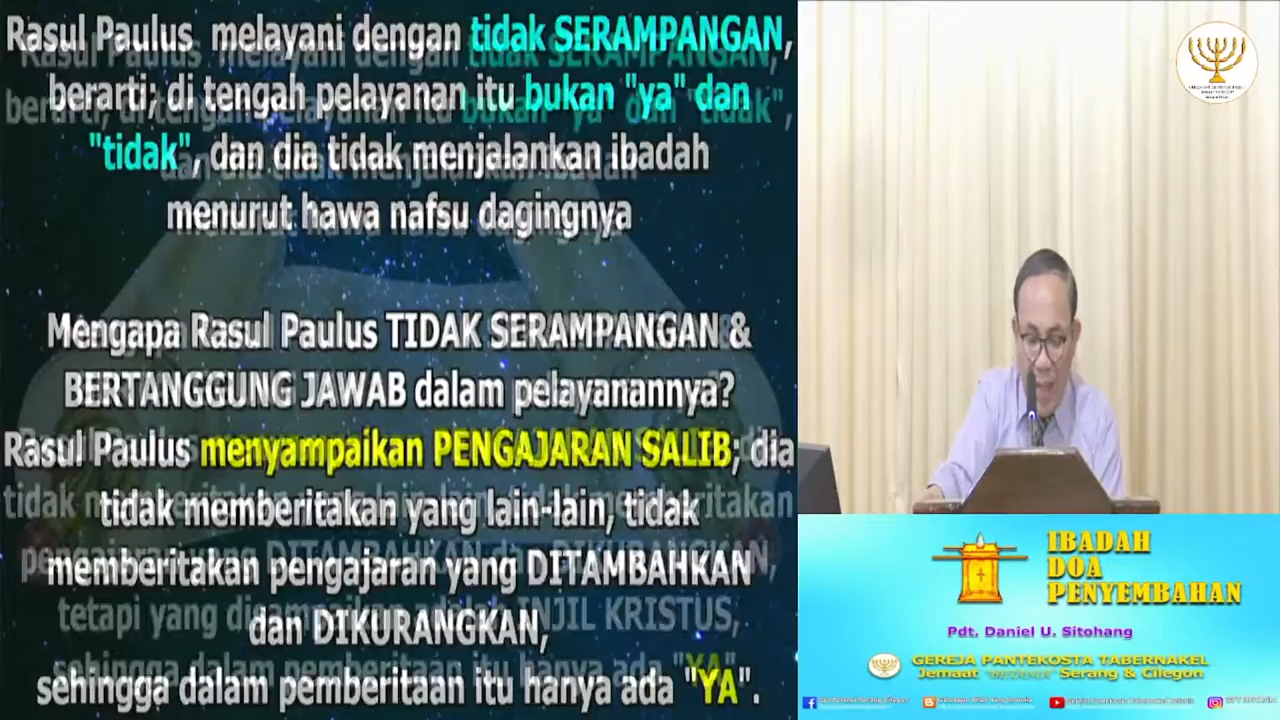 Rasul Paulus melayani dengan tidak SERAMPANGAN,
berarti; di tengah pelayanan itu bukan "ya" dan
"tidak", dan dia tidak menjalankan ibadah
menurut hawa nafsu dagingnya
Mengapa Rasul Paulus TIDAK SERAMPANGAN &
BERTANGGUNG JAWAB dalam pelayanannya?
Rasul Paulus menyampaikan PENGAJARAN SALIB; dia
tidak memberitakan yang lain-lain, tidak
memberitakan pengajaran yang DITAMBAHKAN
dan DIKURANGKAN,
sehingga dalam pemberitaan itu hanya ada "YA".
IBADAH
DOA
PENYEMBAHAN
Pdt. Daniel U. Sitohang
GEREJA PANTEKOSTA TABERNAKEL
Jemaat Serang & Cilegon